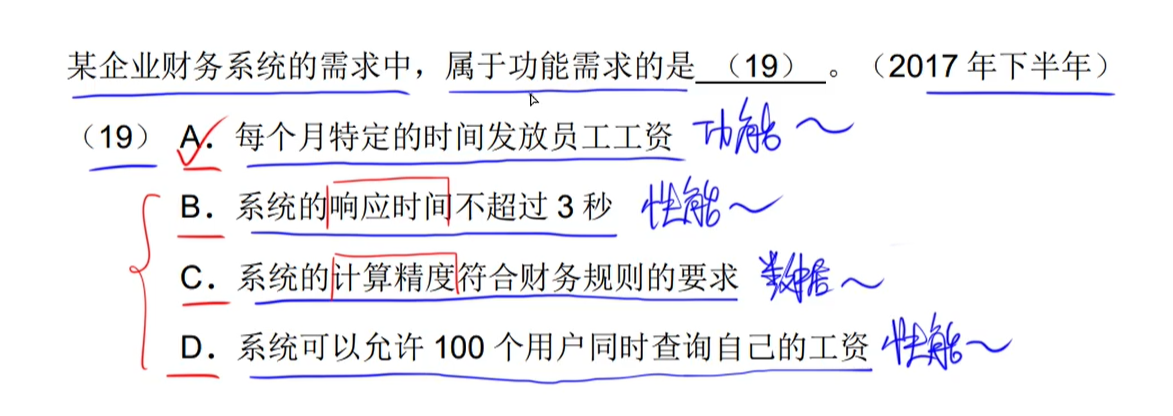 某企业财务系统的需求中，属于功能需求的是 （19） 。（2017 年下半年）
（19） A． 每个月特定的时间发放员工工资 功能～
B．系统的响应时间不超过 3 秒 性能～
C．系统的计算精度符合财务规则的要求 数据～
D．系统可以允许 100 个用户同时查询自己的工资 性能～